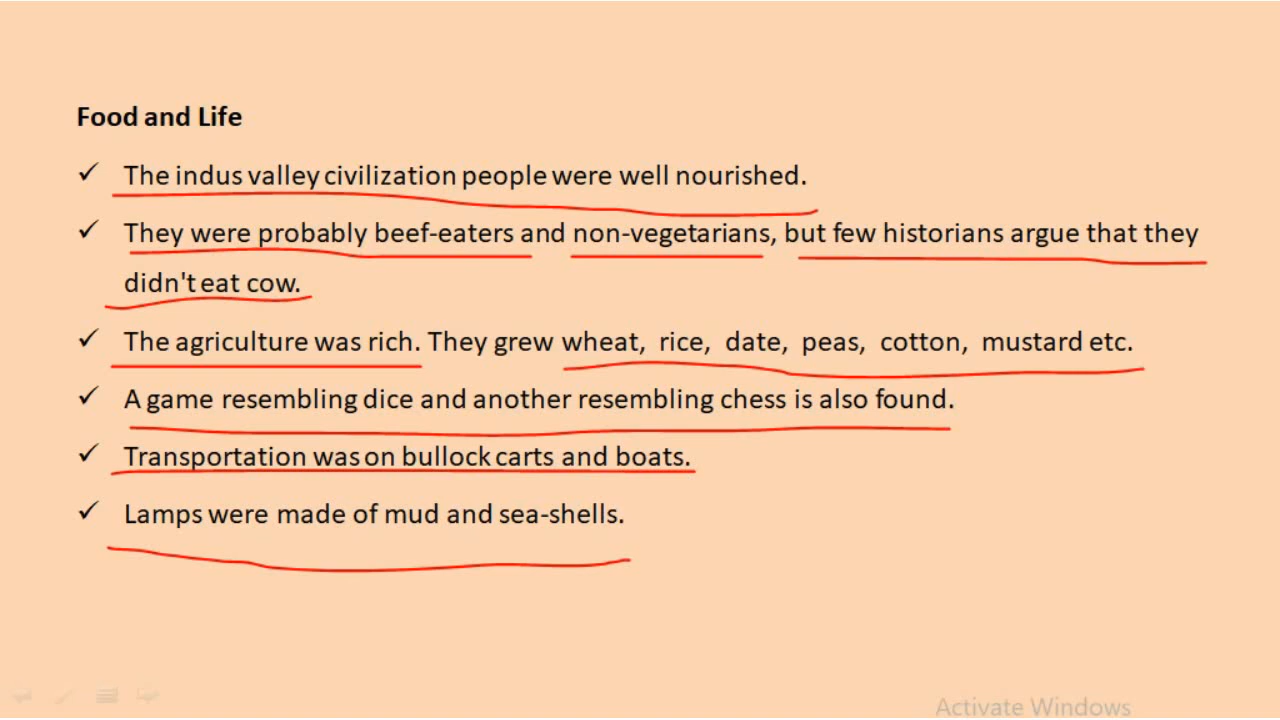 Food and Life
✓ The indus valley civilization people were well nourished.
✓ They were probably beef-eaters and non-vegetarians, but few historians argue that they
didn't eat cow.
✓ The agriculture was rich. They grew wheat, rice, date, peas, cotton, mustard etc.
✓ A game resembling dice and another resembling chess is also found.
✓ Transportation was on bullock carts and boats.
✓ Lamps were made of mud and sea-shells.
Activate Windows